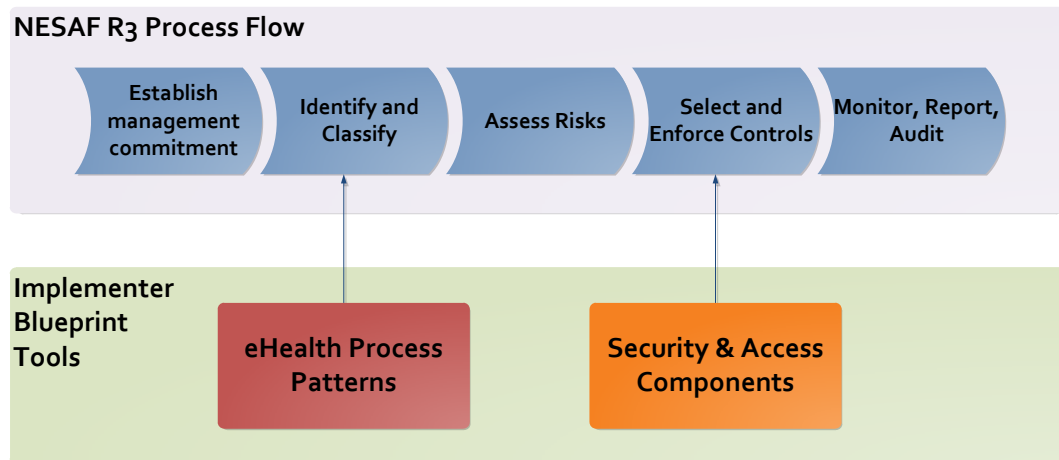 NESAF R3 Process Flow
Establish
management
commitment
Identify and
Classify
Assess Risks
Select and
Enforce Controls
Monitor, Report,
Audit
Implementer
Blueprint
Tools
eHealth Process
Patterns
Security & Access
Components